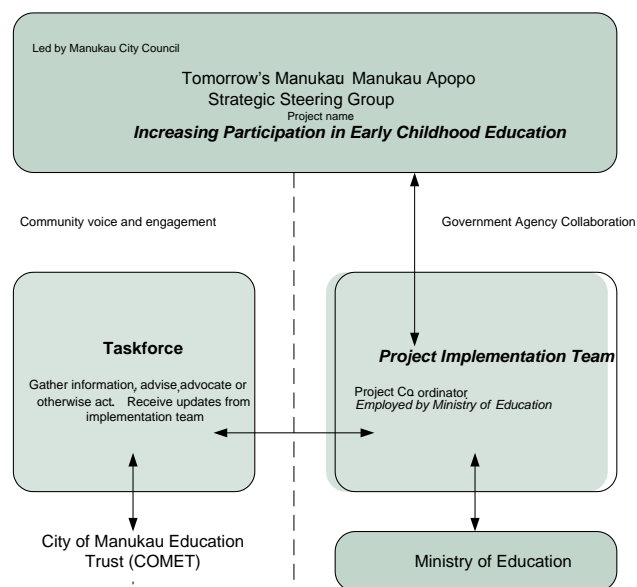 Led by Manukau City Council
Tomorrow's Manukau Manukau Apopo
Strategic Steering Group
Project name
Increasing Participation in Early Childhood Education
Community voice and engagement
Government Agency Collaboration
Taskforce
Gather information, advise, advocate or
otherwise act. Receive updates from
implementation team
Project Implementation Team
Project Co ordinator
Employed by Ministry of Education
City of Manukau Education
Trust (COMET)
Ministry of Education